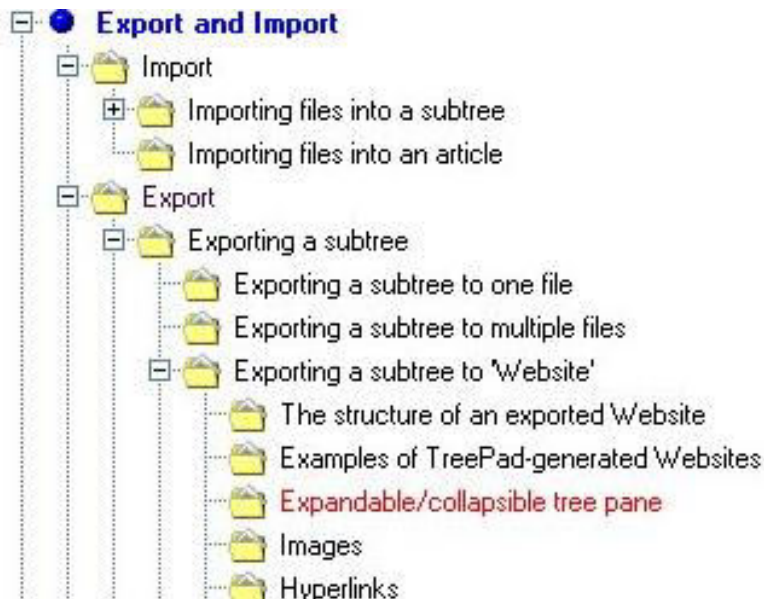 Export and Import
Import
Importing files into a subtree
Importing files into an article
Export
Exporting a subtree
Exporting a subtree to one file
Exporting a subtree to multiple files
Exporting a subtree to 'Website'
The structure of an exported Website
Examples of TreePad-generated Websites
Expandable/collapsible tree pane
Images
Hyperlinks